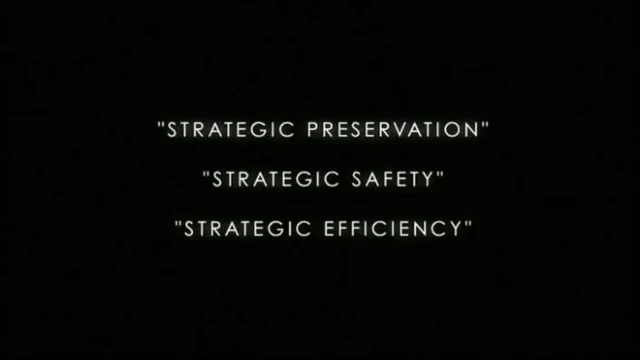 "STRATEGIC PRESERVATION"
"STRATEGIC SAFETY"
"STRATEGIC EFFICIENCY"